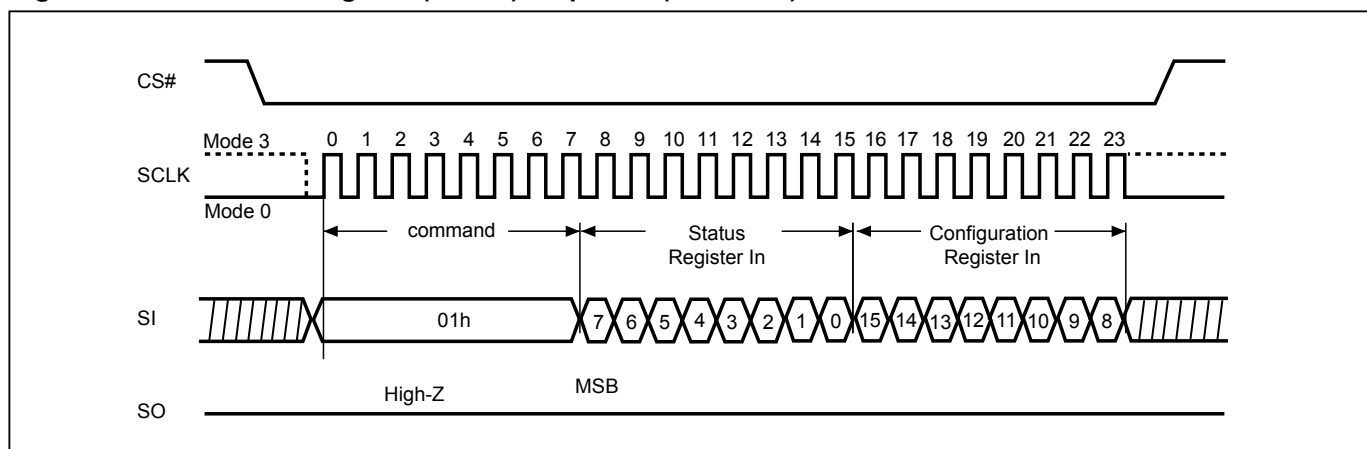 CS#
Mode 3
0 1 2 3 4 5 6 7 8 9 10 11 12 13 14 15 16 17 18 19 20 21 22 23
SCLK
Mode 0
command
Status
Register In
Configuration
Register In
SI
01h
7 6 5 4 3 2 1 0 15 14 13 12 11 10 9 8
High-Z
MSB
SO